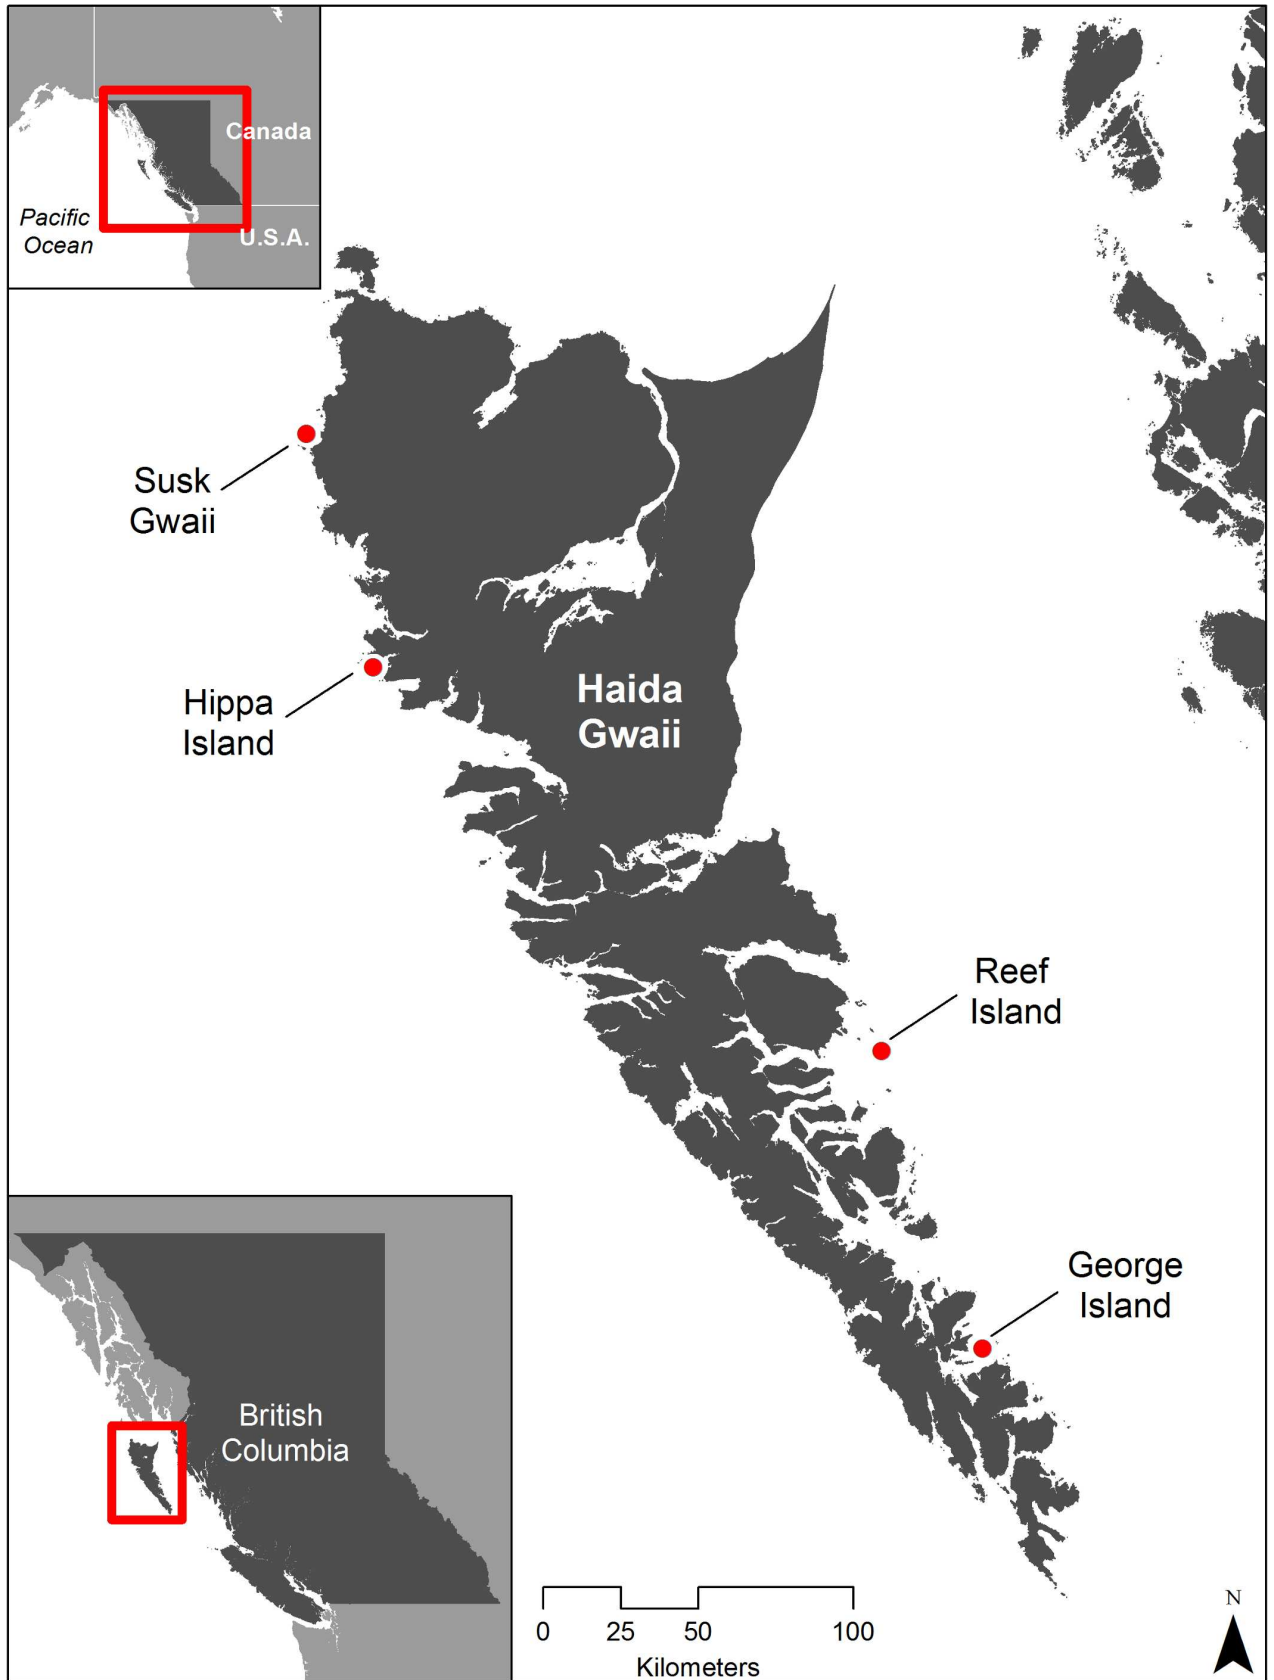 Canada
Pacific
Ocean
U.S.A.
Susk
Gwaii
Hippa
Island
Haida
Gwaii
Reef
Island
George
Island
British
Columbia
0 25 50 100
Kilometers
N